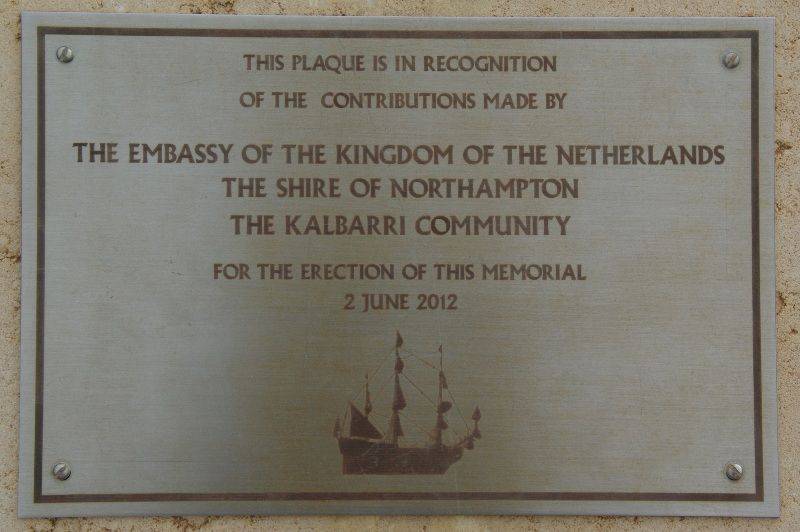 THIS PLAQUE IS IN RECOGNITION
OF THE CONTRIBUTIONS MADE BY
THE EMBASSY OF THE KINGDOM OF THE NETHERLANDS
THE SHIRE OF NORTHAMPTON
THE KALBARRI COMMUNITY
FOR THE ERECTION OF THIS MEMORIAL
2 JUNE 2012